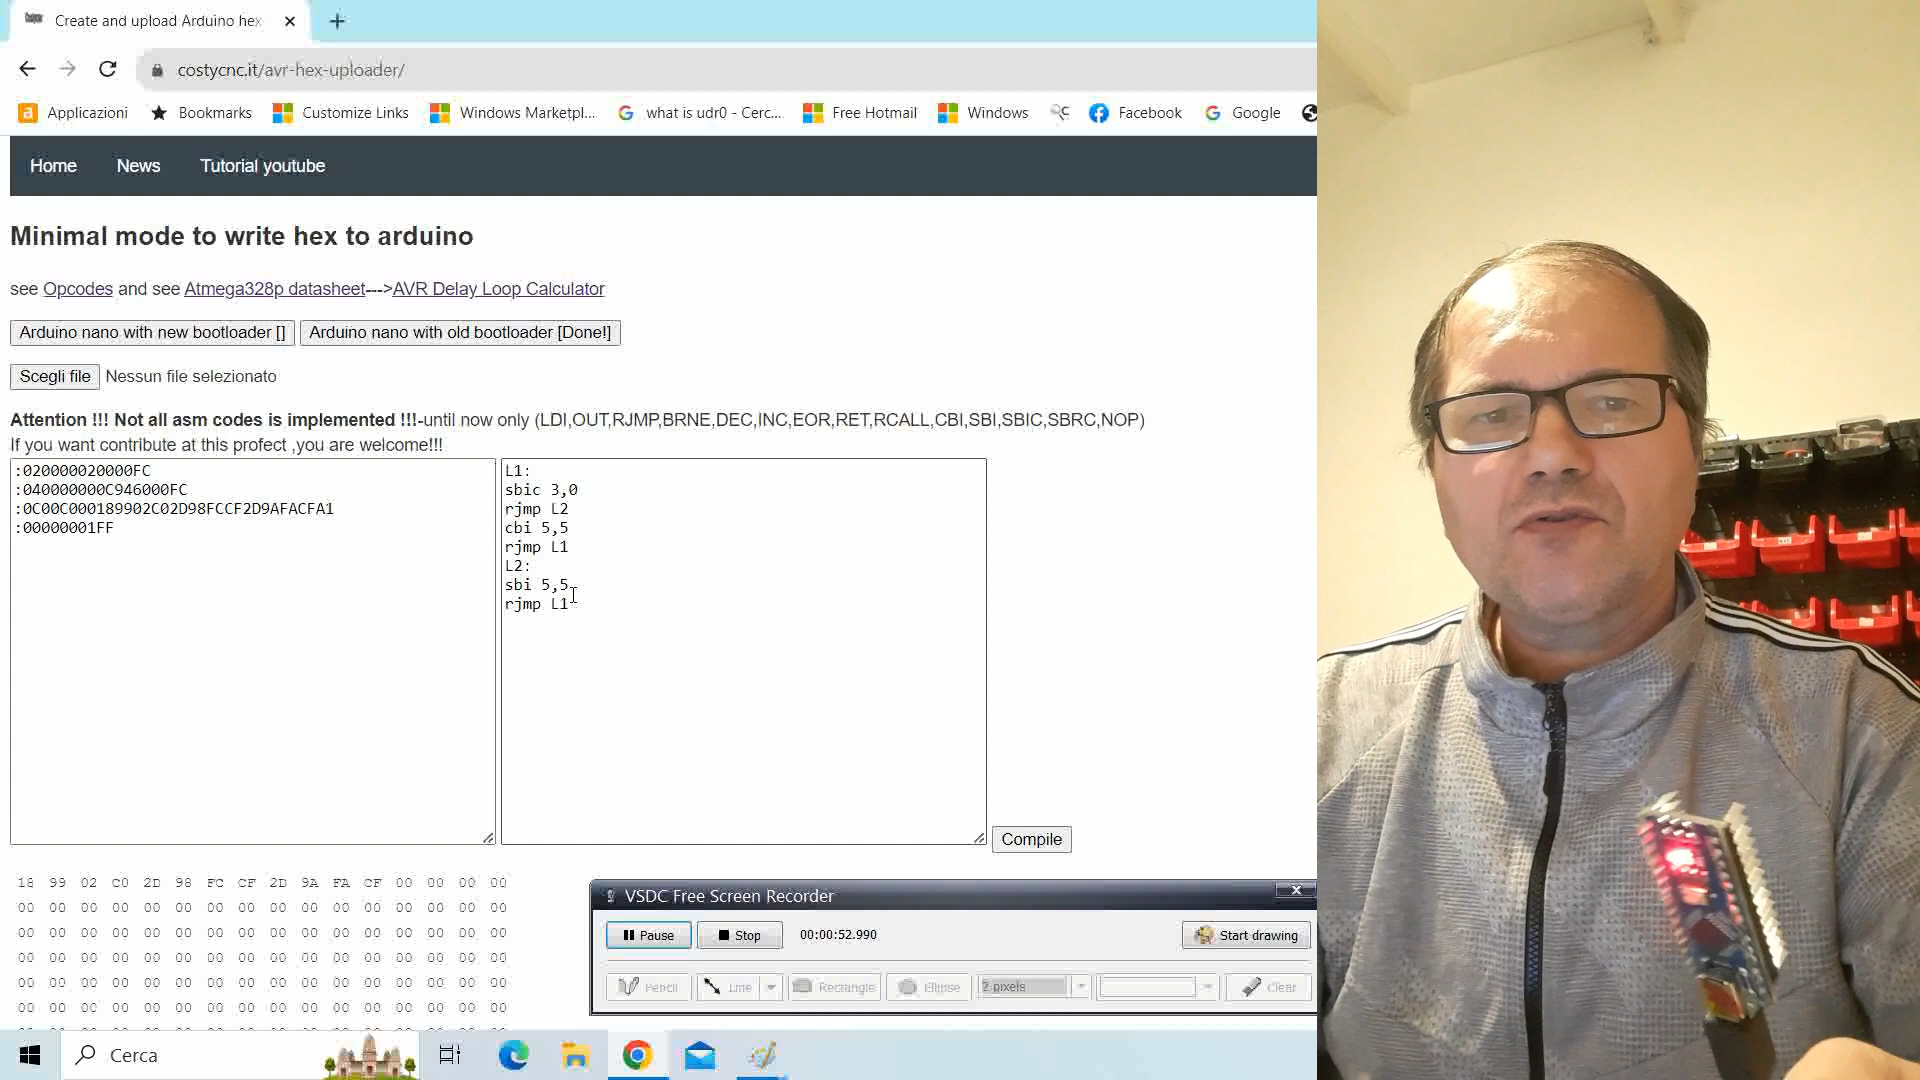 Create and upload Arduino hex
costycnc.it/avr-hex-uploader/
Applicazioni
Bookmarks
Customize Links
Windows Marketpl...
what is udr0 - Cerc...
Free Hotmail
Windows
Facebook
Google
Home
News
Tutorial youtube
Minimal mode to write hex to arduino
see Opcodes and see Atmega328p datasheet--->AVR Delay Loop Calculator
Arduino nano with new bootloader []
Arduino nano with old bootloader [Done!]
Scegli file
Nessun file selezionato
Attention !!! Not all asm codes is implemented !!!-until now only (LDI,OUT,RJMP,BRNE,DEC,INC,EOR,RET,RCALL,CBI,SBI,SBIC,SBRC,NOP)
If you want contribute at this profect ,you are welcome!!!
:020000020000FC
:040000000C946000FC
:0C00C000189902C02D98FCCF2D9AFACFA1
:00000001FF
L1:
sbic 3,0
rjmp L2
cbi 5,5
rjmp L1
L2:
sbi 5,5
rjmp L1
Compile
18 99 02 C0 2D 98 FC CF 2D 9A FA CF 00 00 00 00
00 00 00 00 00 00 00 00 00 00 00 00 00 00 00 00
00 00 00 00 00 00 00 00 00 00 00 00 00 00 00 00
00 00 00 00 00 00 00 00 00 00 00 00 00 00 00 00
00 00 00 00 00 00 00 00 00 00 00 00 00 00 00 00
00 00 00 00 00 00 00 00 00 00 00 00 00 00 00 00
VSDC Free Screen Recorder
Pause
Stop
00:00:52.990
Start drawing
Pencil
Line
Rectangle
Ellipse
2 pixels
Clear
Cerca